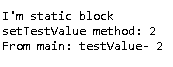 I'm static block
setTestValue method: 2
From main: testValue- 2